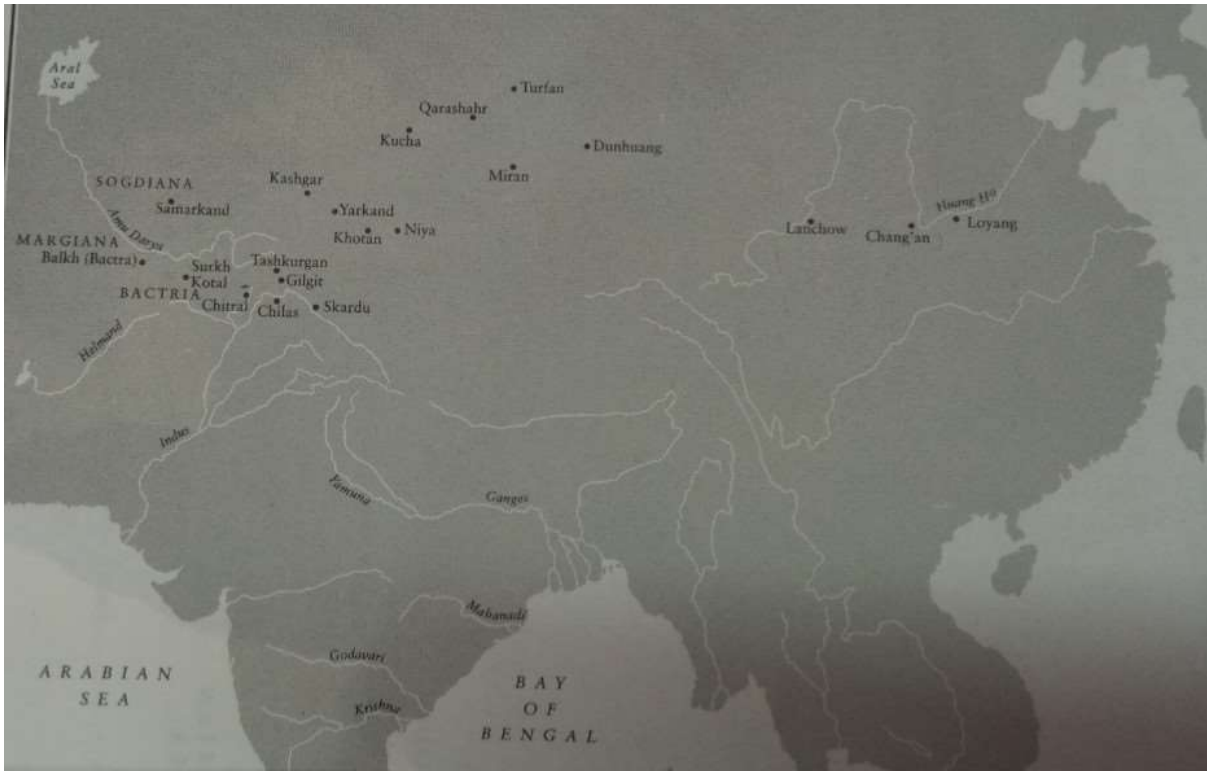 Aral
Sea
Turfan
Qarashahr
Kucha
Dunhuang
Miran
Kashgar
SOGDIANA
Samarkand
Yarkand
Huang Ho
Khotan
Niya
Lanchow
Chang'an
Loyang
Amu Darya
MARGIANA
Balkh (Bactra)
Surkh
Kotal
Tashkurgan
Gilgit
BACTRIA
Chitral
Chilas
Skardu
Helmand
Indus
Yamuna
Ganges
Mahanadi
Godavari
Krishna
ARABIAN
SEA
BAY
OF
BENGAL